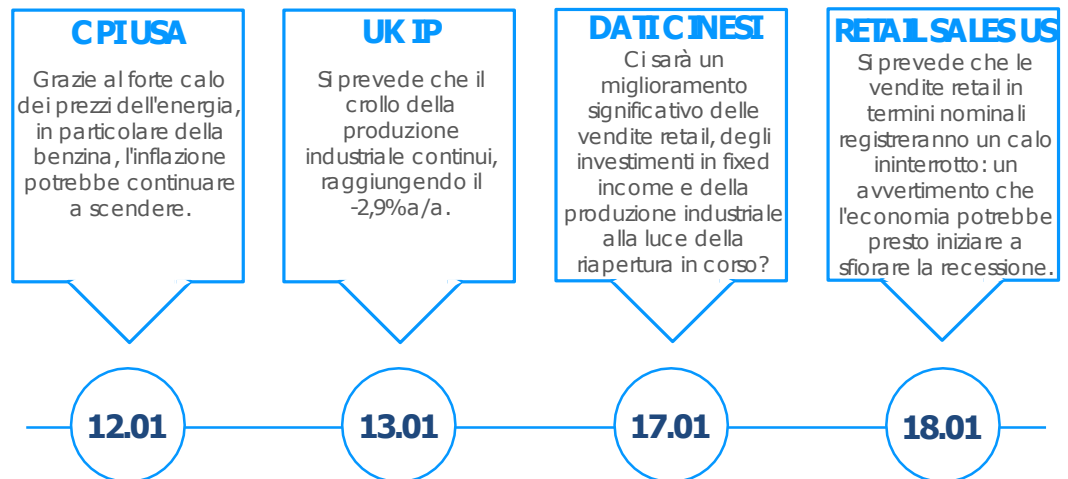 CPI USA
Grazie al forte calo
dei prezzi dell'energia,
in particolare della
benzina, l'inflazione
potrebbe continuare
a scendere.
UK IP
Si prevede che il
crollo della
produzione
industriale continui,
raggiungendo il
-2,9% a/a.
DATI CINESI
Ci sarà un
miglioramento
significativo delle
vendite retail, degli
investimenti in fixed
income e della
produzione industriale
alla luce della
riapertura in corso?
RETAIL SALES US
Si prevede che le
vendite retail in
termini nominali
registreranno un calo
ininterrotto: un
avvertimento che
l'economia potrebbe
presto iniziare a
sfiorare la recessione.
12.01
13.01
17.01
18.01